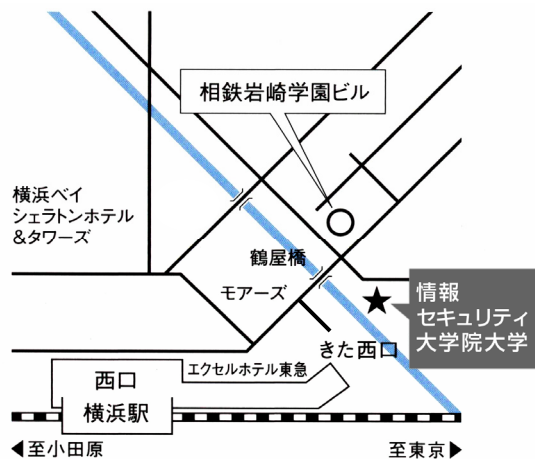 相鉄岩崎学園ビル
横浜ベイ
シェラトンホテル
&タワーズ
鶴屋橋
モアーズ
情報
セキュリティ
大学院大学
きた西口
エクセルホテル東急
西口
横浜駅
◀至小田原
至東京▶